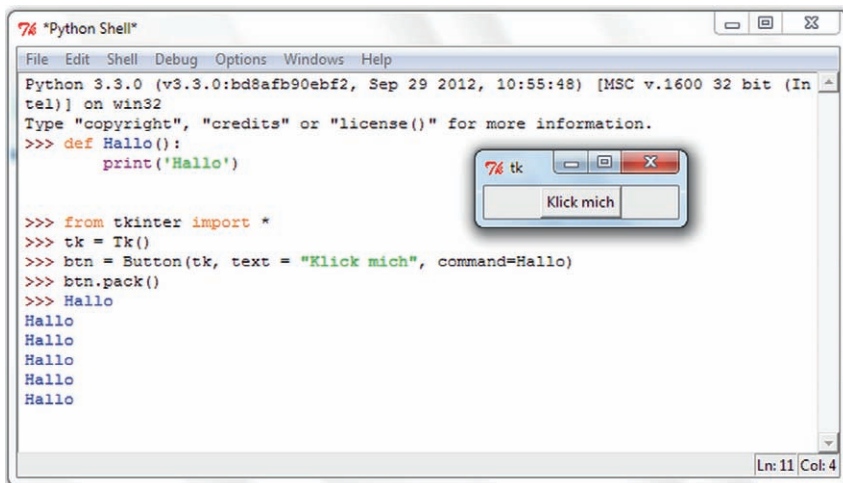 *Python Shell*
File Edit Shell Debug Options Windows Help
Python 3.3.0 (v3.3.0:bd8afb90ebf2, Sep 29 2012, 10:55:48) [MSC v.1600 32 bit (In
tel)] on win32
Type "copyright", "credits" or "license()" for more information.
>>> def Hallo():
        print('Hallo')
tk
Klick mich
>>> from tkinter import *
>>> tk = Tk()
>>> btn = Button(tk, text = "Klick mich", command=Hallo)
>>> btn.pack()
>>> Hallo
Hallo
Hallo
Hallo
Hallo
Hallo
Ln: 11 Col: 4